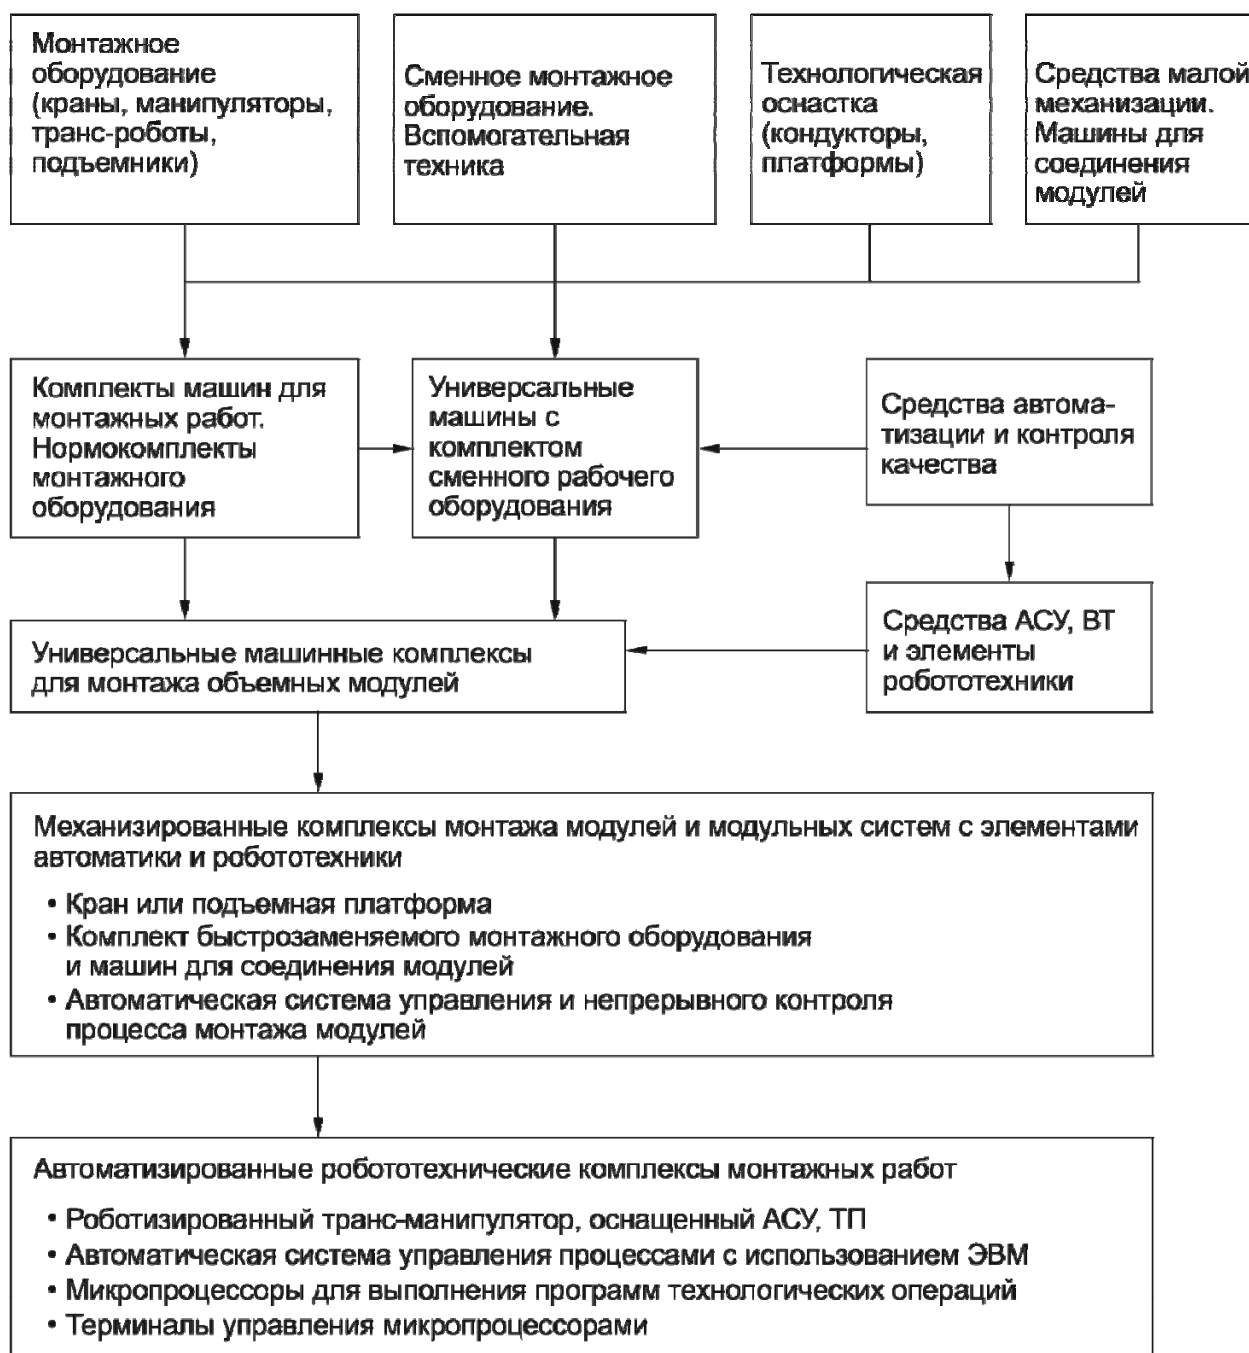 Монтажное
оборудование
(краны, манипуляторы,
транс-роботы,
подъемники)
Сменное монтажное
оборудование.
Вспомогательная
техника
Технологическая
оснастка
(кондукторы,
платформы)
Средства малой
механизации.
Машины для
соединения
модулей
Комплекты машин для
монтажных работ.
Нормокомплекты
монтажного
оборудования
Универсальные
машины с
комплектом
сменного рабочего
оборудования
Средства автома-
тизации и контроля
качества
Универсальные машинные комплексы
для монтажа объемных модулей
Средства АСУ, ВТ
и элементы
робототехники
Механизированные комплексы монтажа модулей и модульных систем с элементами
автоматики и робототехники
• Кран или подъемная платформа
• Комплект быстрозаменяемого монтажного оборудования
и машин для соединения модулей
• Автоматическая система управления и непрерывного контроля
процесса монтажа модулей
Автоматизированные робототехнические комплексы монтажных работ
• Роботизированный транс-манипулятор, оснащенный АСУ, ТП
• Автоматическая система управления процессами с использованием ЭВМ
• Микропроцессоры для выполнения программ технологических операций
• Терминалы управления микропроцессорами